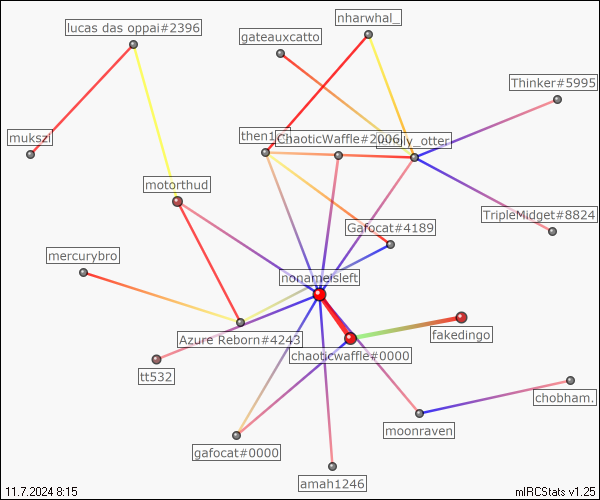 nharwhal_
lucas das oppai#2396
gateauxcatto
Thinker#5995
mukszi
then1
ChaoticWaffle#2006
motorthud
TripleMidget#8824
Gafocat#4189
mercurybro
nonameisleft
Azure Reborn#4243
fakedingo
chaoticwaffle#0000
tt532
chobham.
moonraven
gafocat#0000
amah1246
11.7.2024 8:15
mIRCStats v1.25